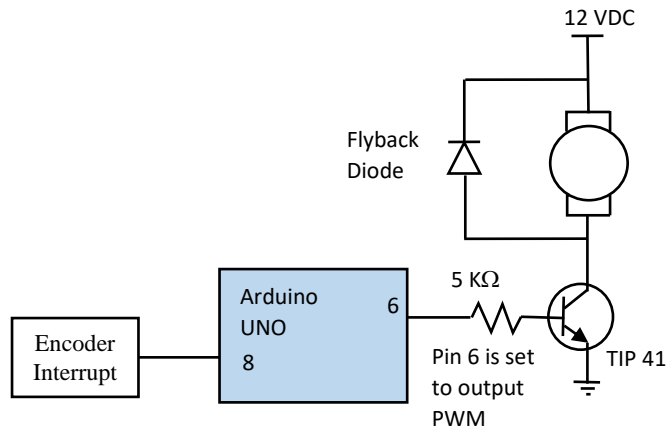 12 VDC
Flyback
Diode
Arduino
UNO
6
8
5 KΩ
Encoder
Interrupt
Pin 6 is set
to output
PWM
TIP 41